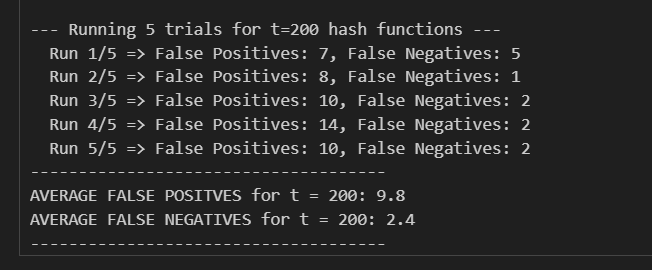 --- Running 5 trials for t=200 hash functions ---
  Run 1/5 => False Positives: 7, False Negatives: 5
  Run 2/5 => False Positives: 8, False Negatives: 1
  Run 3/5 => False Positives: 10, False Negatives: 2
  Run 4/5 => False Positives: 14, False Negatives: 2
  Run 5/5 => False Positives: 10, False Negatives: 2
-------------------------------------
AVERAGE FALSE POSITVES for t = 200: 9.8
AVERAGE FALSE NEGATIVES for t = 200: 2.4
-------------------------------------